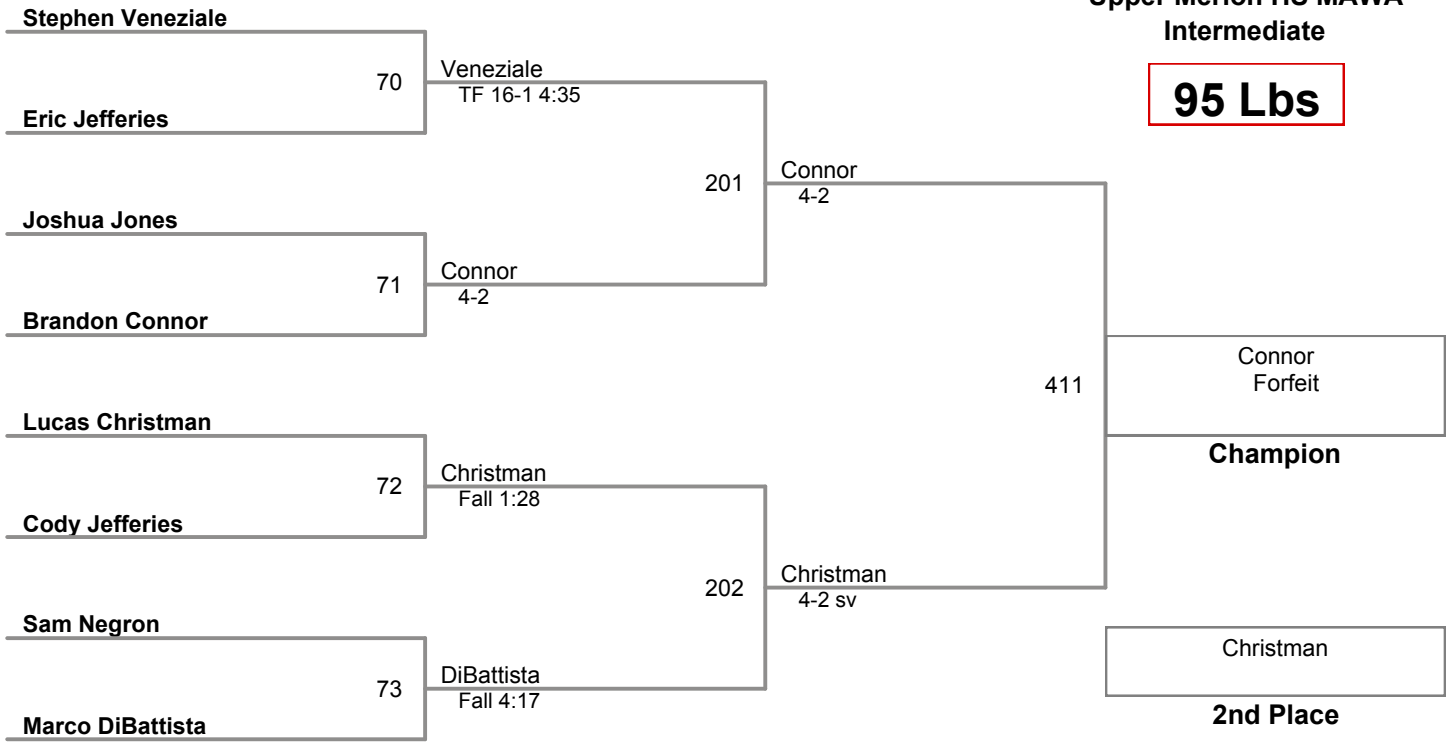 Upper Merion HS MAWA
Intermediate
95 Lbs
Stephen Veneziale
70
Veneziale
TF 16-1 4:35
Eric Jefferies
201
Connor
4-2
Joshua Jones
71
Connor
4-2
Brandon Connor
411
Connor
Forfeit
Champion
Lucas Christman
72
Christman
Fall 1:28
Cody Jefferies
202
Christman
4-2 sv
Sam Negron
73
DiBattista
Fall 4:17
Marco DiBattista
Christman
2nd Place